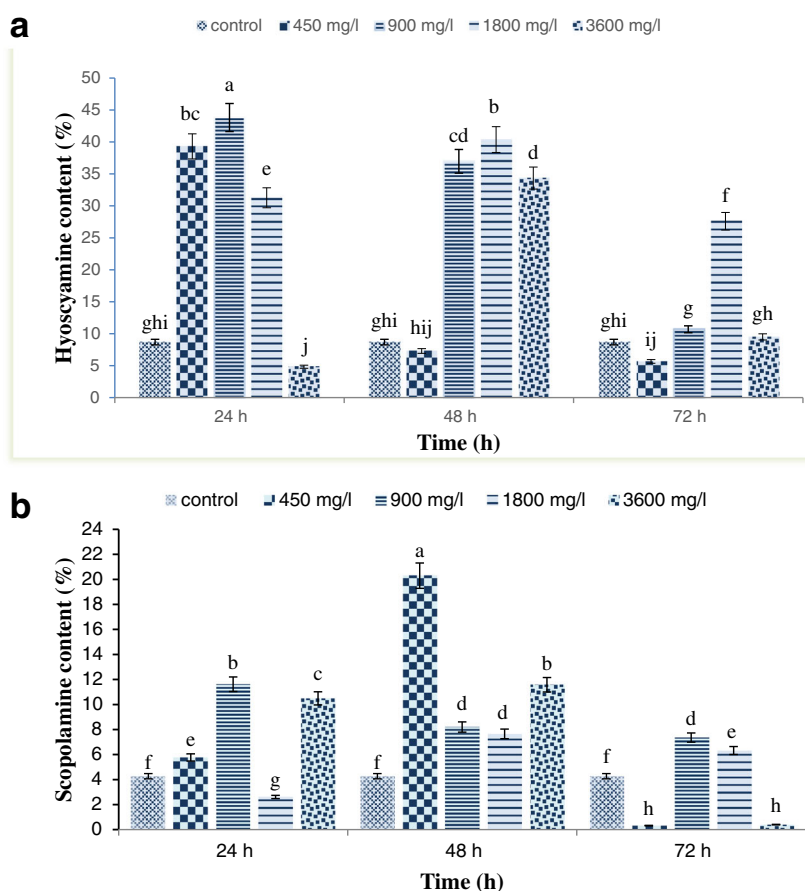 a
control 450 mg/l 900 mg/l 1800 mg/l 3600 mg/l
Hyoscyamine content (%)
50
45
40
35
30
25
20
15
10
5
0
ghi bc a e j
ghi hij cd b d
ghi ij g f gh
24 h 48 h 72 h
Time (h)
b
control 450 mg/l 900 mg/l 1800 mg/l 3600 mg/l
Scopolamine content (%)
24
22
20
18
16
14
12
10
8
6
4
2
0
f e b g c
f a d d b
f h d e h
24 h 48 h 72 h
Time (h)